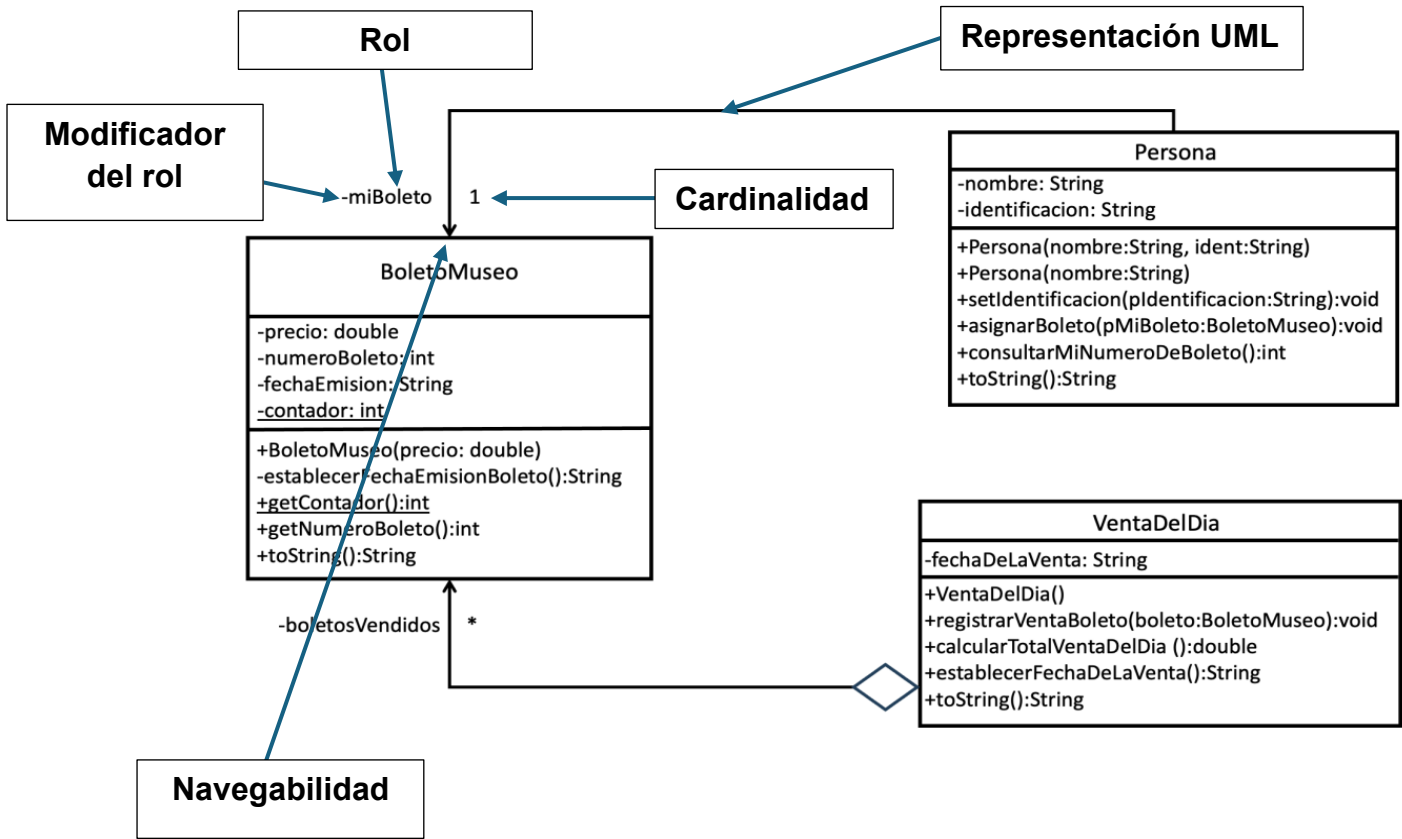 Rol
Representación UML
Modificador
del rol
-miBoleto
1
Cardinalidad
Persona
-nombre: String
-identificacion: String
+Persona(nombre:String, ident:String)
+Persona(nombre:String)
+setIdentificacion(pIdentificacion:String):void
+asignarBoleto(pMiBoleto:BoletoMuseo):void
+consultarMiNumeroDeBoleto():int
+toString():String
BoletoMuseo
-precio: double
-numeroBoleto: int
-fechaEmision: String
-contador: int
+BoletoMuseo(precio: double)
-establecerFechaEmisionBoleto():String
+getContador():int
+getNumeroBoleto():int
+toString():String
-boletosVendidos
*
VentaDelDia
-fechaDeLaVenta: String
+VentaDelDia()
+registrarVentaBoleto(boleto:BoletoMuseo):void
+calcularTotalVentaDelDia ():double
+establecerFechaDeLaVenta():String
+toString():String
Navegabilidad